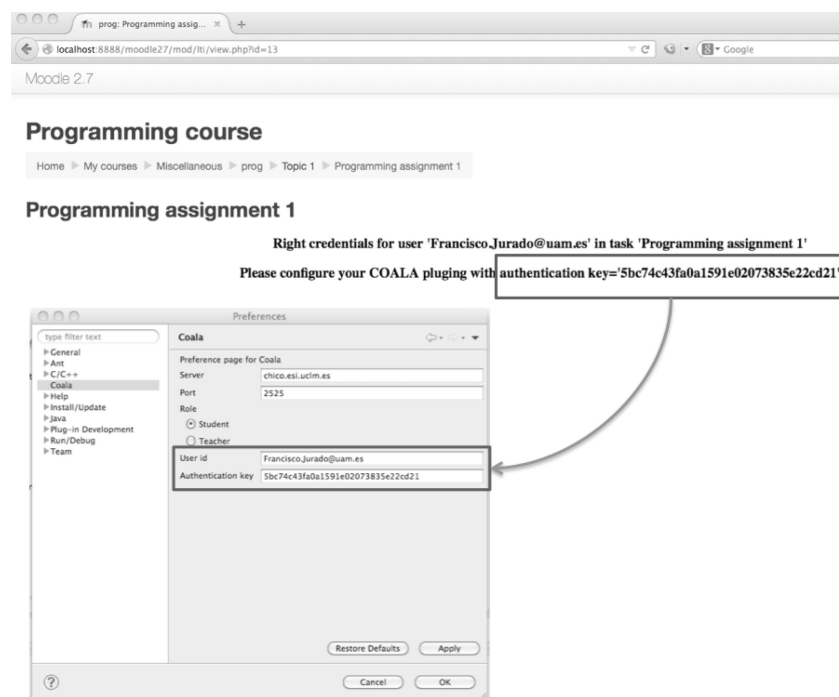 prog: Programming assig... × +
localhost:8888/moodle27/mod/lti/view.php?id=13
Google
Moodle 2.7
Programming course
Home My courses Miscellaneous prog Topic 1 Programming assignment 1
Programming assignment 1
Right credentials for user 'Francisco.Jurado@uam.es' in task 'Programming assignment 1'
Please configure your COALA pluging with authentication key='5bc74c43fa0a1591e02073835e22cd21'
Preferences
type filter text
General
Ant
C/C++
Coala
Help
Install/Update
Java
Plug-in Development
Run/Debug
Team
Coala
Preference page for Coala
Server chico.esi.uclm.es
Port 2525
Role
Student
Teacher
User id Francisco.Jurado@uam.es
Authentication key 5bc74c43fa0a1591e02073835e22cd21
Restore Defaults Apply
? Cancel OK